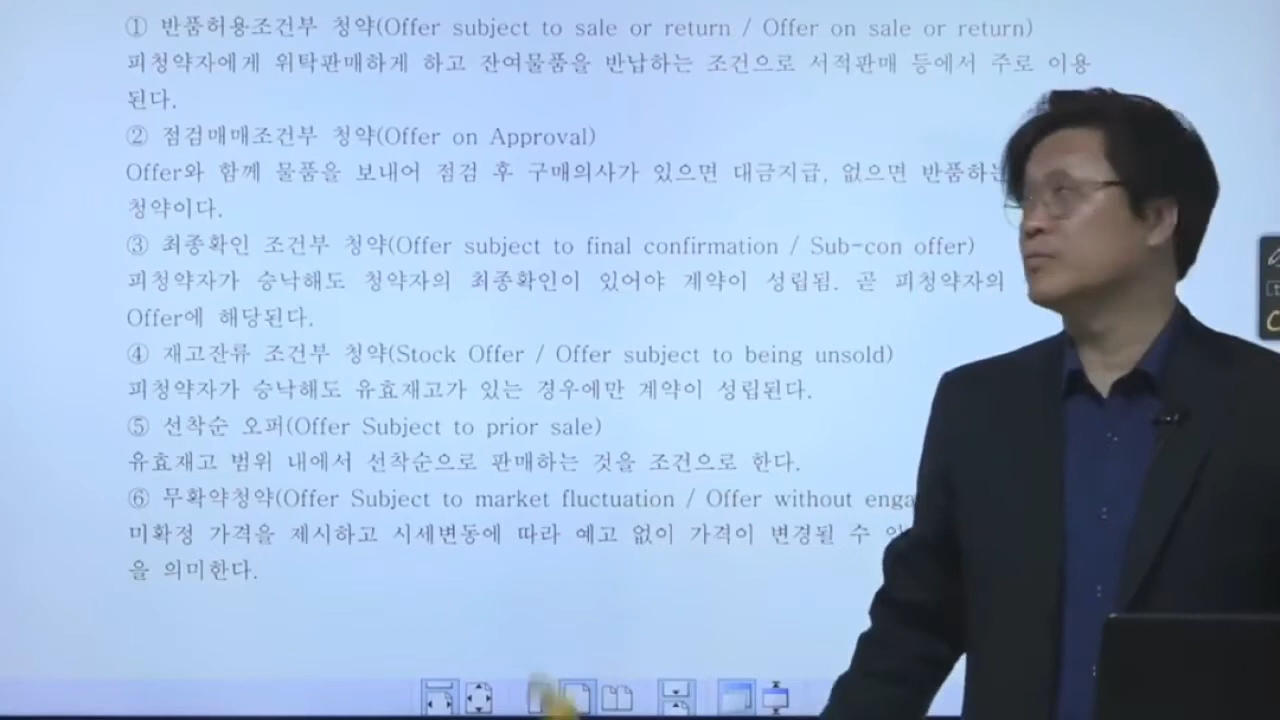 ① 반품허용조건부 청약(Offer subject to sale or return / Offer on sale or return)
피청약자에게 위탁판매하게 하고 잔여물품을 반납하는 조건으로 서적판매 등에서 주로 이용
된다.
② 점검매매조건부 청약(Offer on Approval)
Offer와 함께 물품을 보내어 점검 후 구매의사가 있으면 대금지급, 없으면 반품하는
청약이다.
③ 최종확인 조건부 청약(Offer subject to final confirmation / Sub-con offer)
피청약자가 승낙해도 청약자의 최종확인이 있어야 계약이 성립됨. 곧 피청약자의
Offer에 해당된다.
④ 재고잔류 조건부 청약(Stock Offer / Offer subject to being unsold)
피청약자가 승낙해도 유효재고가 있는 경우에만 계약이 성립된다.
⑤ 선착순 오퍼(Offer Subject to prior sale)
유효재고 범위 내에서 선착순으로 판매하는 것을 조건으로 한다.
⑥ 무확약청약(Offer Subject to market fluctuation / Offer without
미확정 가격을 제시하고 시세변동에 따라 예고 없이 가격이 변경될 수
을 의미한다.